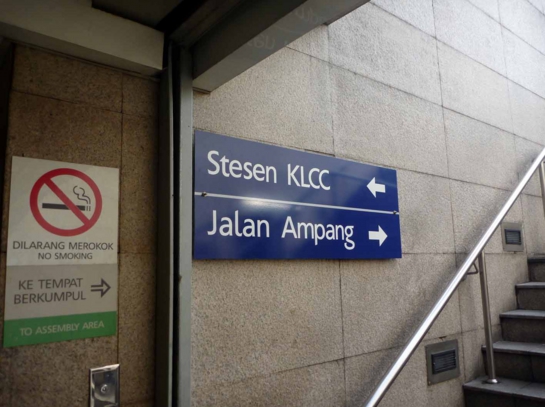 Stesen KLCC
Jalan Ampang
DILARANG MEROKOK
NO SMOKING
KE TEMPAT
BERKUMPUL
TO ASSEMBLY AREA